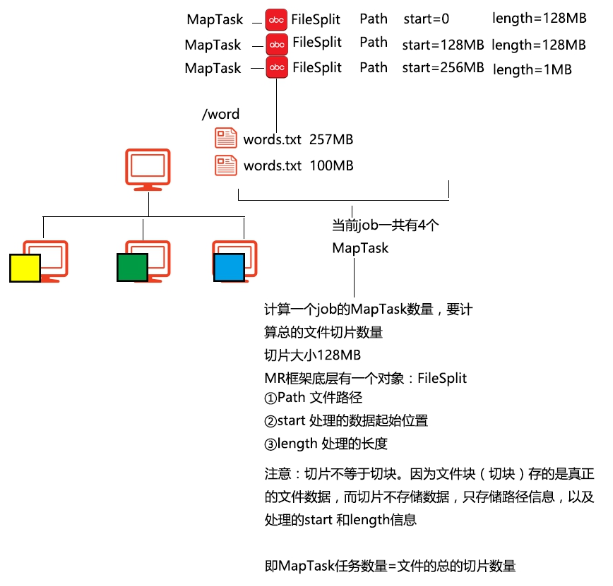 MapTask abc FileSplit Path start=0 length=128MB
MapTask abc FileSplit Path start=128MB length=128MB
MapTask abc FileSplit Path start=256MB length=1MB
/word
words.txt 257MB
words.txt 100MB
当前job一共有4个
MapTask
计算一个job的MapTask数量，要计
算总的文件切片数量
切片大小128MB
MR框架底层有一个对象：FileSplit
①Path 文件路径
②start 处理的数据起始位置
③length 处理的长度
注意：切片不等于切块。因为文件块（切块）存的是真正
的文件数据，而切片不存储数据，只存储路径信息，以及
处理的start 和length信息
即MapTask任务数量=文件的总的切片数量